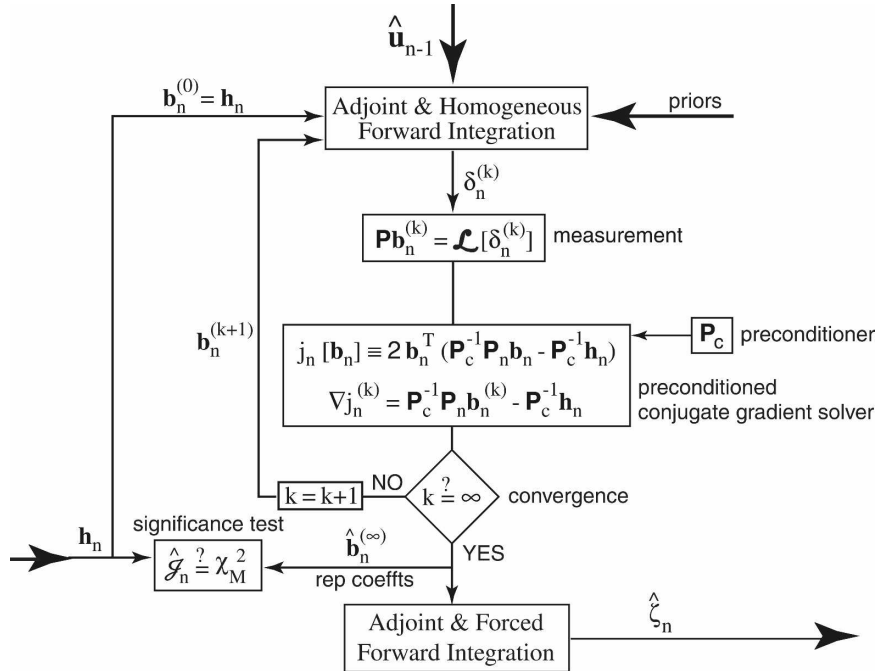 û_{n-1}
b_n^{(0)} = h_n
Adjoint & Homogeneous
Forward Integration
priors
δ_n^{(k)}
Pb_n^{(k)} = 𝓛[δ_n^{(k)}]
measurement
b_n^{(k+1)}
j_n [b_n] ≡ 2 b_n^T (P_c^{-1}P_n b_n - P_c^{-1}h_n)
∇j_n^{(k)} = P_c^{-1}P_n b_n^{(k)} - P_c^{-1}h_n
P_c
preconditioner
preconditioned
conjugate gradient solver
k = k+1
NO
k ≟ ∞
convergence
YES
h_n
significance test
𝒥̂_n ≟ χ_M^2
b̂_n^{(∞)}
rep coeffts
Adjoint & Forced
Forward Integration
ζ̂_n